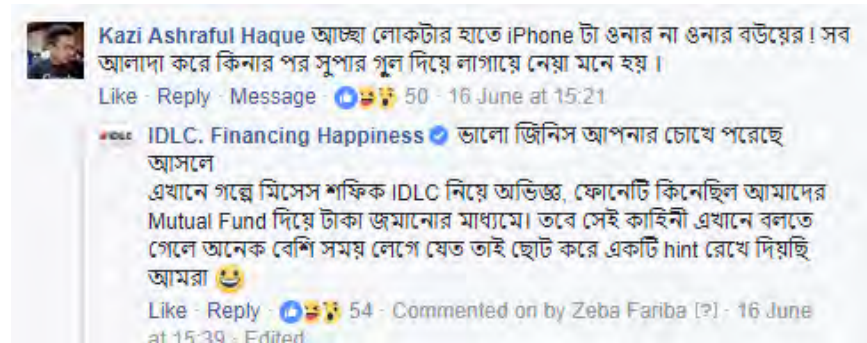 Kazi Ashraful Haque আচ্ছা লোকটার হাতে iPhone টা ওনার না ওনার বউয়ের ! সব
আলাদা করে কিনার পর সুপার গুল দিয়ে লাগায়ে নেয়া মনে হয় ।
Like · Reply · Message · 50 · 16 June at 15:21
IDLC. Financing Happiness ভালো জিনিস আপনার চোখে পরেছে
আসলে
এখানে গল্পে মিসেস শফিক IDLC নিয়ে অভিজ্ঞ, ফোনেটি কিনেছিল আমাদের
Mutual Fund দিয়ে টাকা জমানোর মাধ্যমে। তবে সেই কাহিনী এখানে বলতে
গেলে অনেক বেশি সময় লেগে যেত তাই ছোট করে একটি hint রেখে দিয়ছি
আমরা 😀
Like · Reply · 54 · Commented on by Zeba Fariba [?] · 16 June
at 15:39 · Edited